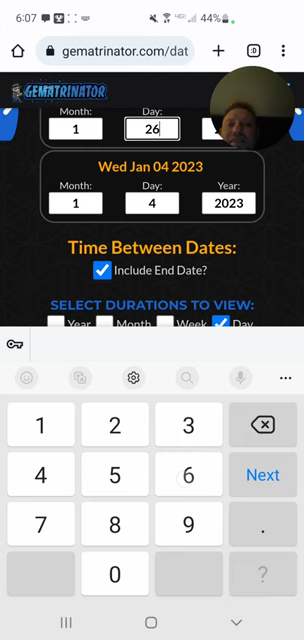 6:07
44%
gematrinator.com/dat
:D
GEMATRINATOR
Month: Day:
1 26
Wed Jan 04 2023
Month: Day: Year:
1 4 2023
Time Between Dates:
Include End Date?
SELECT DURATIONS TO VIEW:
Year Month Week Day
1 2 3
4 5 6 Next
7 8 9 .
0 ?